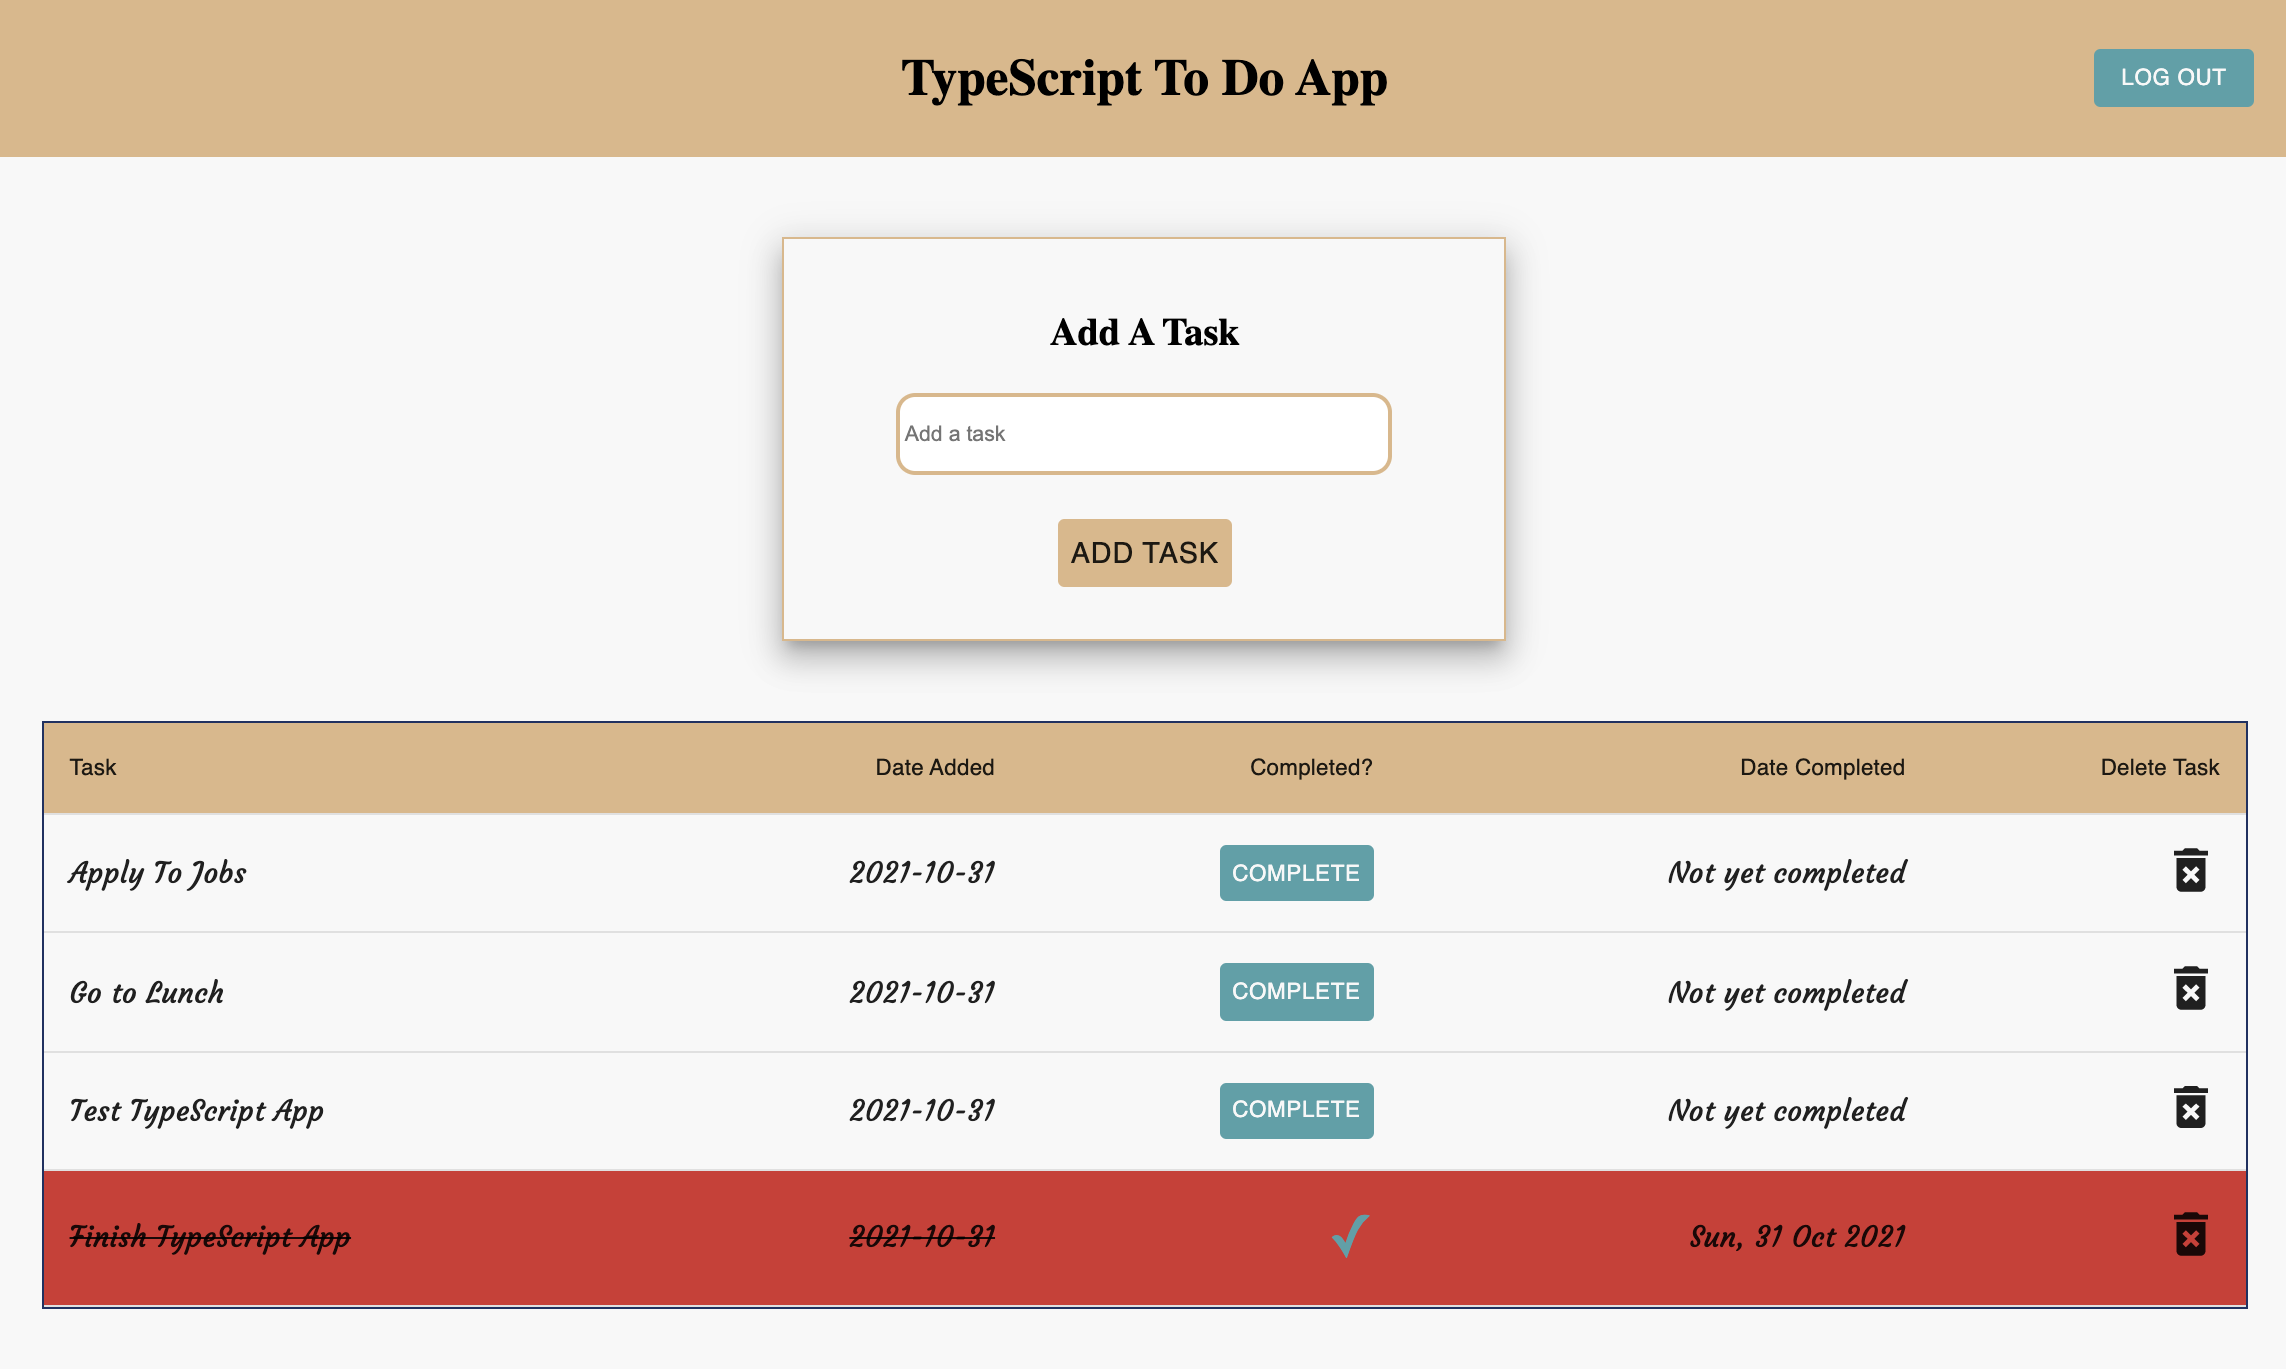 TypeScript To Do App
LOG OUT
Add A Task
Add a task
ADD TASK
Task Date Added Completed? Date Completed Delete Task
Apply To Jobs 2021-10-31 COMPLETE Not yet completed
Go to Lunch 2021-10-31 COMPLETE Not yet completed
Test TypeScript App 2021-10-31 COMPLETE Not yet completed
Finish TypeScript App 2021-10-31 Sun, 31 Oct 2021